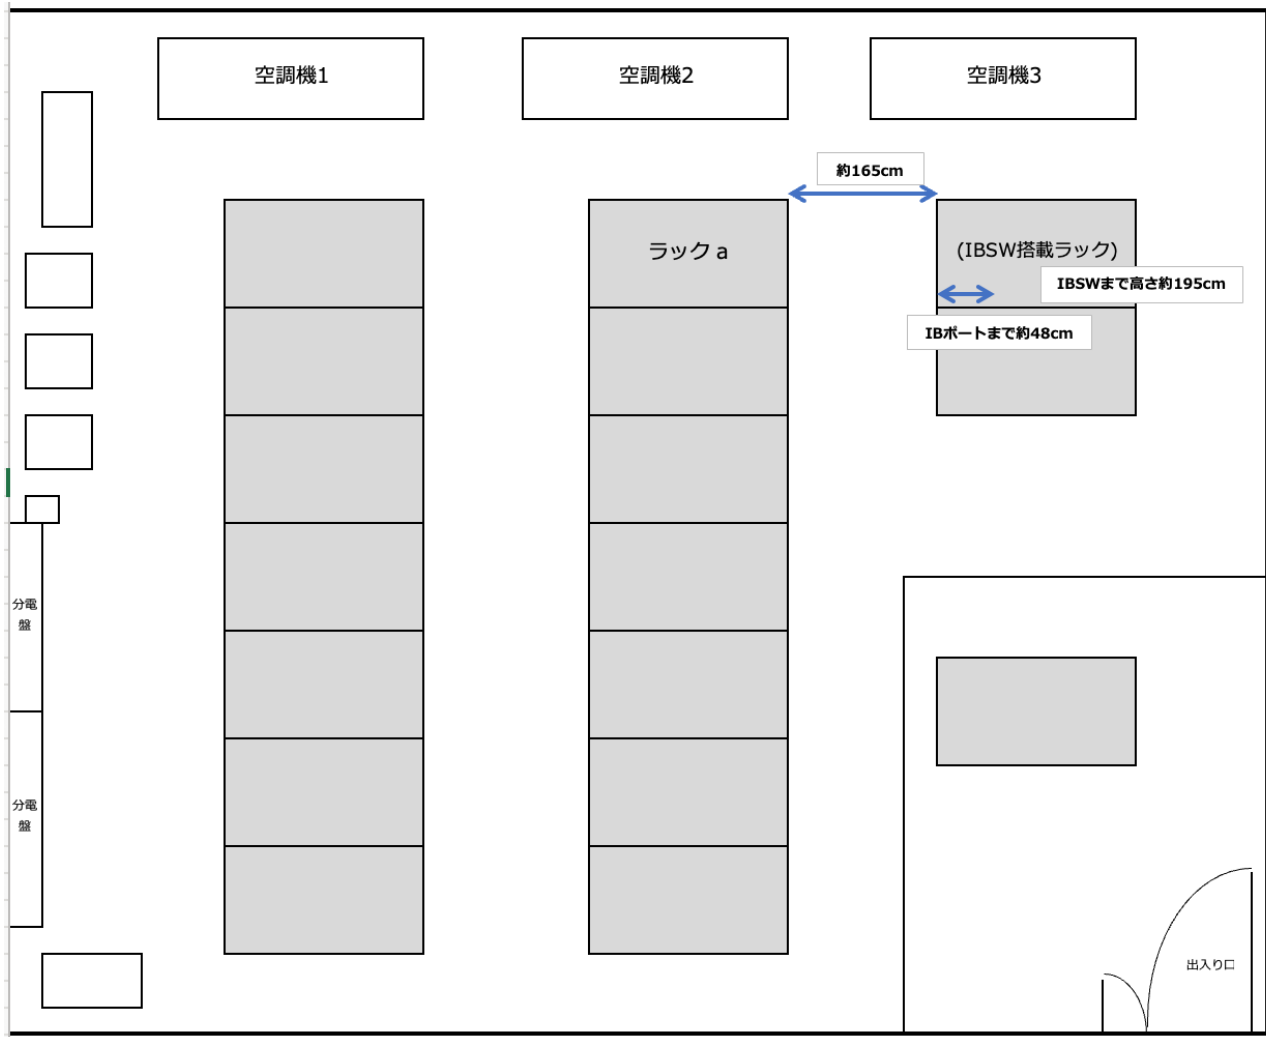 空調機1
空調機2
空調機3
約165cm
ラック a
(IBSW搭載ラック)
IBSWまで高さ約195cm
IBポートまで約48cm
分電
盤
分電
盤
出入り口